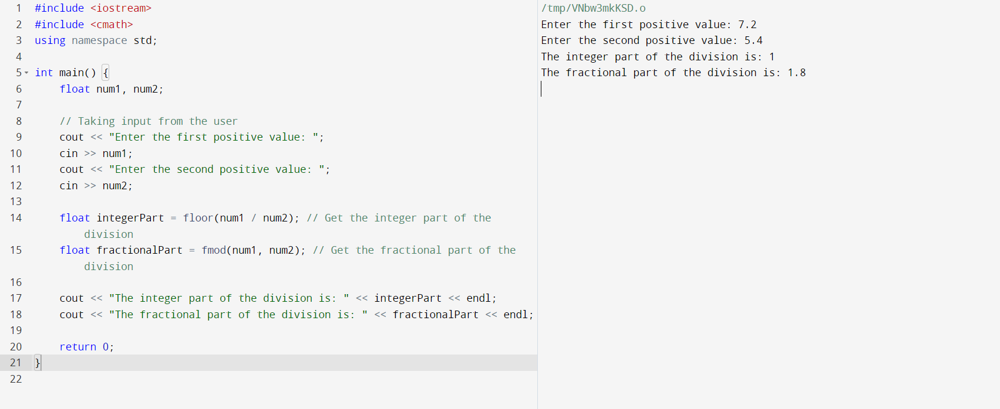 1 #include <iostream>
2 #include <cmath>
3 using namespace std;
4
5 int main() {
6     float num1, num2;
7
8     // Taking input from the user
9     cout << "Enter the first positive value: ";
10     cin >> num1;
11     cout << "Enter the second positive value: ";
12     cin >> num2;
13
14     float integerPart = floor(num1 / num2); // Get the integer part of the
        division
15     float fractionalPart = fmod(num1, num2); // Get the fractional part of the
        division
16
17     cout << "The integer part of the division is: " << integerPart << endl;
18     cout << "The fractional part of the division is: " << fractionalPart << endl;
19
20     return 0;
21 }
22
/tmp/VNbw3mkKSD.o
Enter the first positive value: 7.2
Enter the second positive value: 5.4
The integer part of the division is: 1
The fractional part of the division is: 1.8